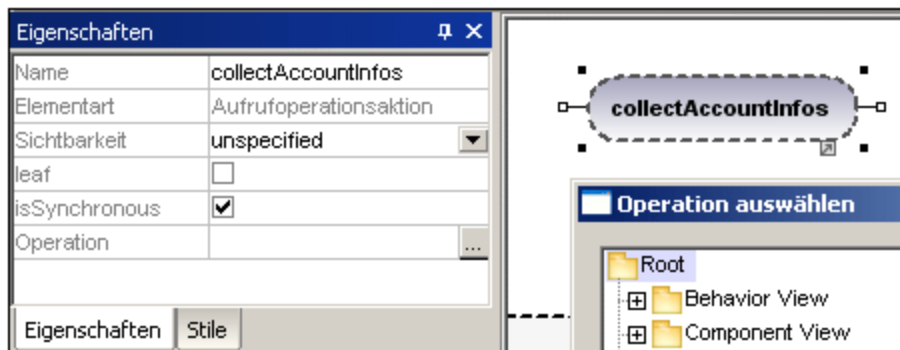 Eigenschaften
Name collectAccountInfos
Elementart Aufrufoperationsaktion
Sichtbarkeit unspecified
leaf
isSynchronous
Operation ...
Eigenschaften Stile
collectAccountInfos
Operation auswählen
Root
Behavior View
Component View